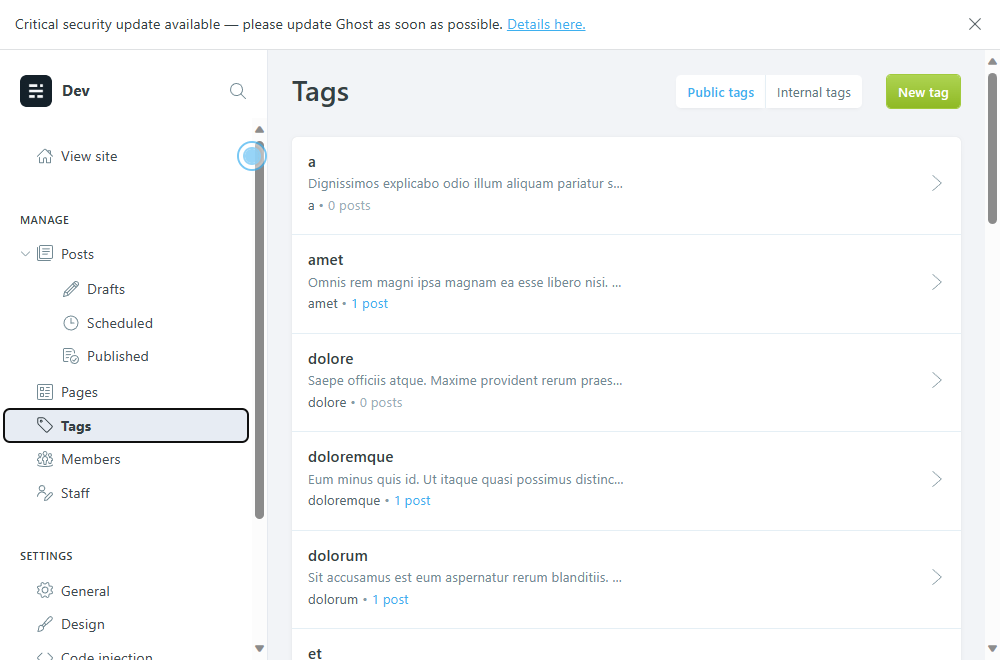 Critical security update available — please update Ghost as soon as possible. Details here.
Dev
View site
MANAGE
Posts
Drafts
Scheduled
Published
Pages
Tags
Members
Staff
SETTINGS
General
Design
Code injection
Tags
Public tags
Internal tags
New tag
a
Dignissimos explicabo odio illum aliquam pariatur s...
a • 0 posts
amet
Omnis rem magni ipsa magnam ea esse libero nisi. ...
amet • 1 post
dolore
Saepe officiis atque. Maxime provident rerum praes...
dolore • 0 posts
doloremque
Eum minus quis id. Ut itaque quasi possimus distinc...
doloremque • 1 post
dolorum
Sit accusamus est eum aspernatur rerum blanditiis. ...
dolorum • 1 post
et